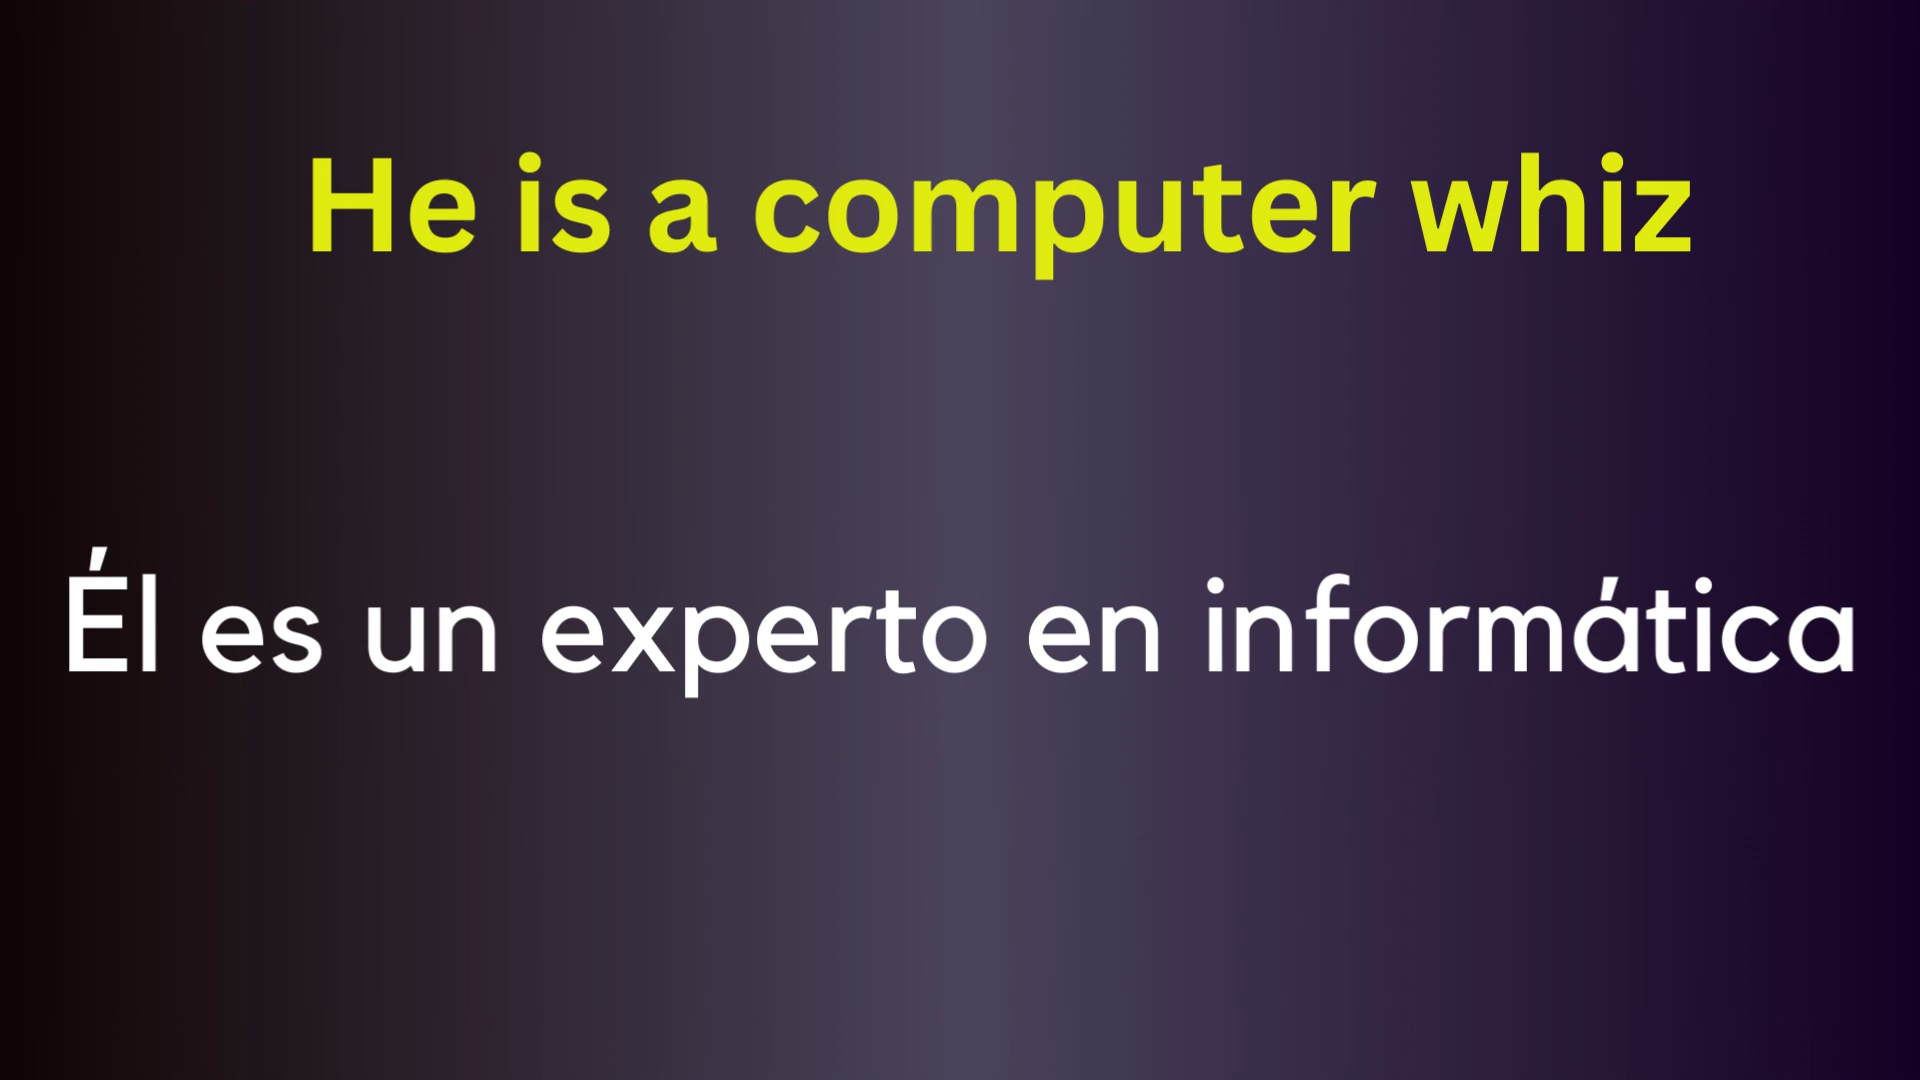 He is a computer whiz
Él es un experto en informática